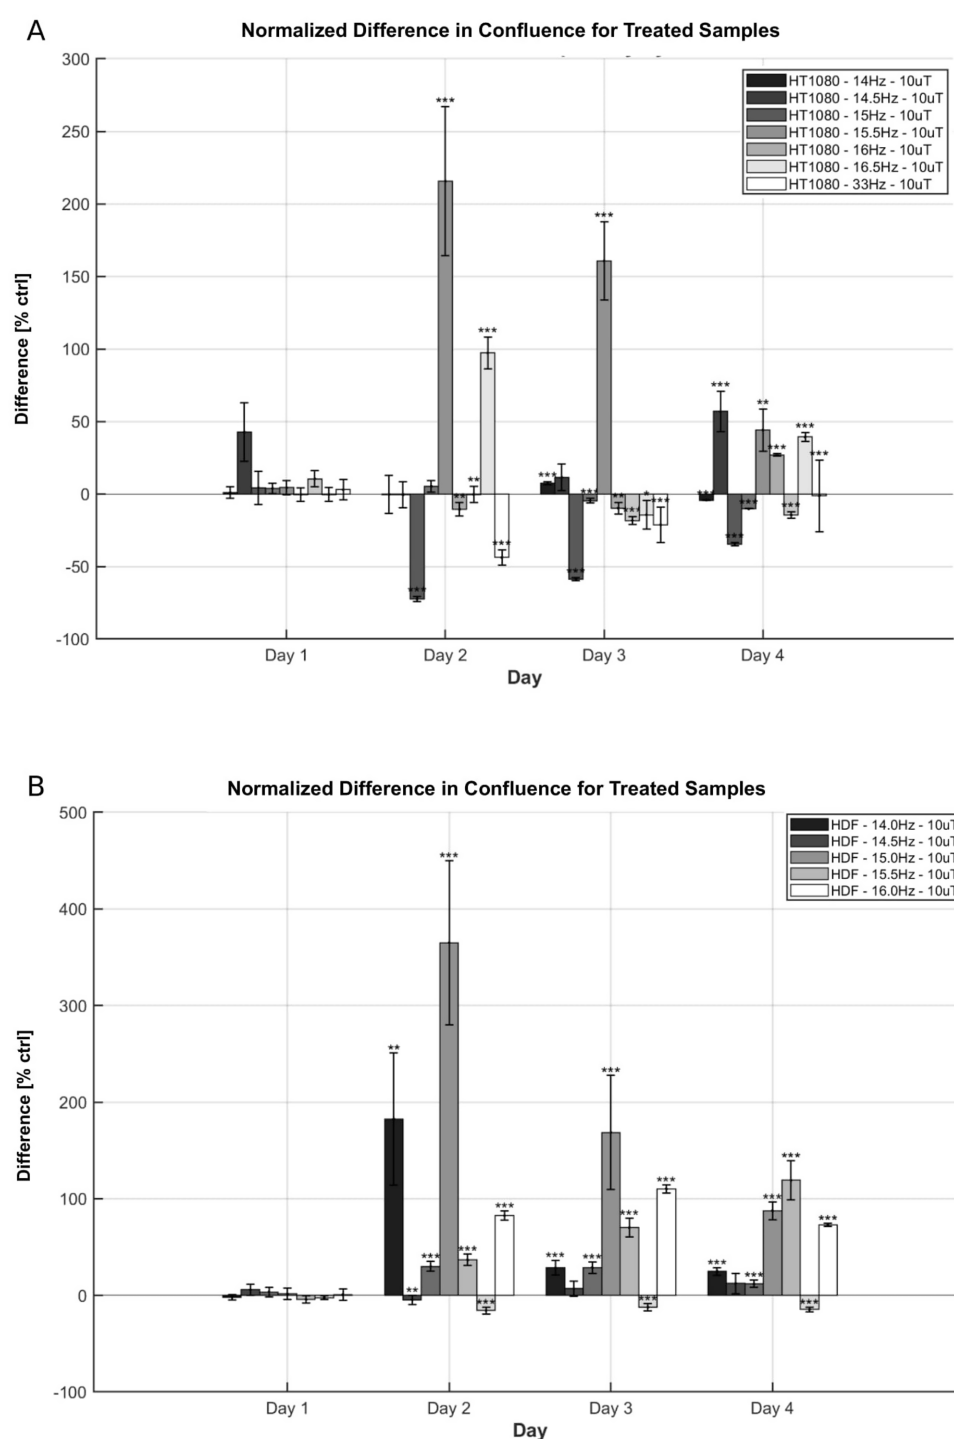 A
Normalized Difference in Confluence for Treated Samples
300
250
200
150
100
50
0
-50
-100
Difference [% ctrl]
HT1080 - 14Hz - 10uT
HT1080 - 14.5Hz - 10uT
HT1080 - 15Hz - 10uT
HT1080 - 15.5Hz - 10uT
HT1080 - 16Hz - 10uT
HT1080 - 16.5Hz - 10uT
HT1080 - 33Hz - 10uT
Day 1 Day 2 Day 3 Day 4
Day
B
Normalized Difference in Confluence for Treated Samples
500
400
300
200
100
0
-100
Difference [% ctrl]
HDF - 14.0Hz - 10uT
HDF - 14.5Hz - 10uT
HDF - 15.0Hz - 10uT
HDF - 15.5Hz - 10uT
HDF - 16.0Hz - 10uT
Day 1 Day 2 Day 3 Day 4
Day